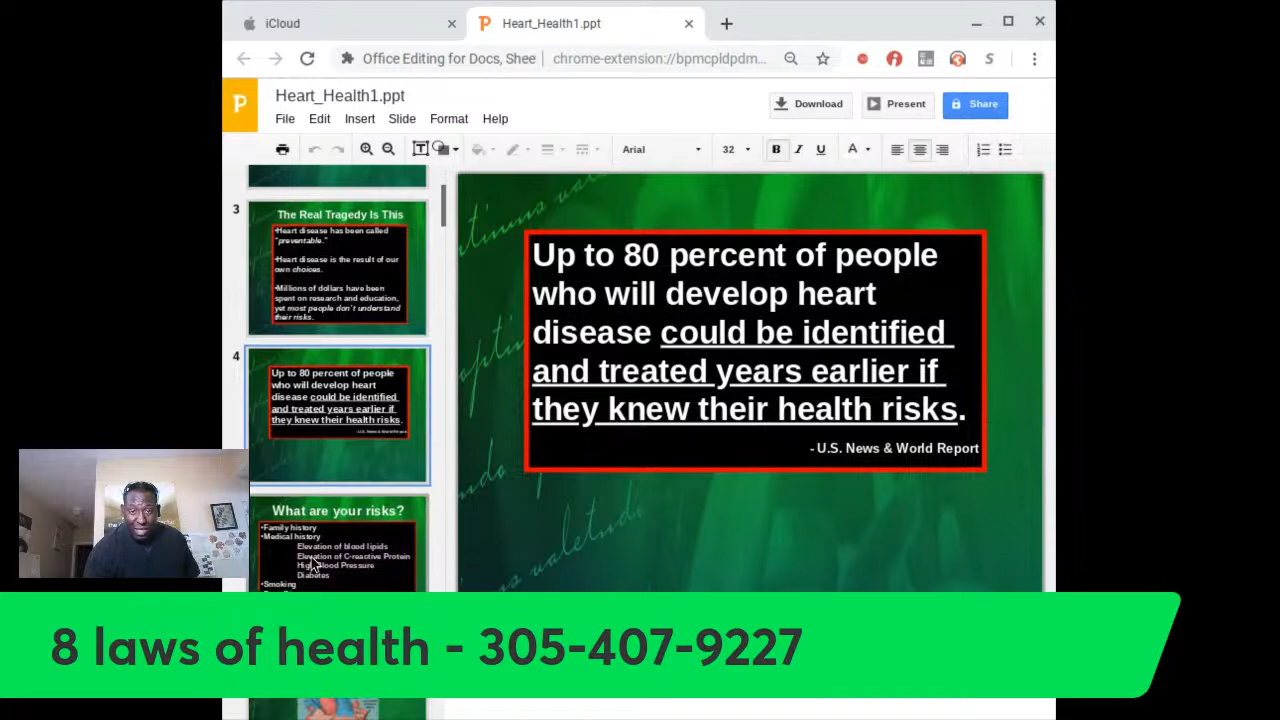 iCloud
Heart_Health1.ppt
Office Editing for Docs, Shee
chrome-extension://bpmcpldpdm...
Heart_Health1.ppt
Download
Present
Share
File Edit Insert Slide Format Help
Arial
32
B I U A
3
The Real Tragedy Is This
•Heart disease has been called
"preventable."
•Heart disease is the result of our
own choices.
•Millions of dollars have been
spent on research and education,
yet most people don't understand
their risks.
4
Up to 80 percent of people
who will develop heart
disease could be identified
and treated years earlier if
they knew their health risks.
- U.S. News & World Report
What are your risks?
•Family history
•Medical history
Elevation of blood lipids
Elevation of C-reactive Protein
High Blood Pressure
Diabetes
•Smoking
Up to 80 percent of people
who will develop heart
disease could be identified
and treated years earlier if
they knew their health risks.
- U.S. News & World Report
8 laws of health - 305-407-9227